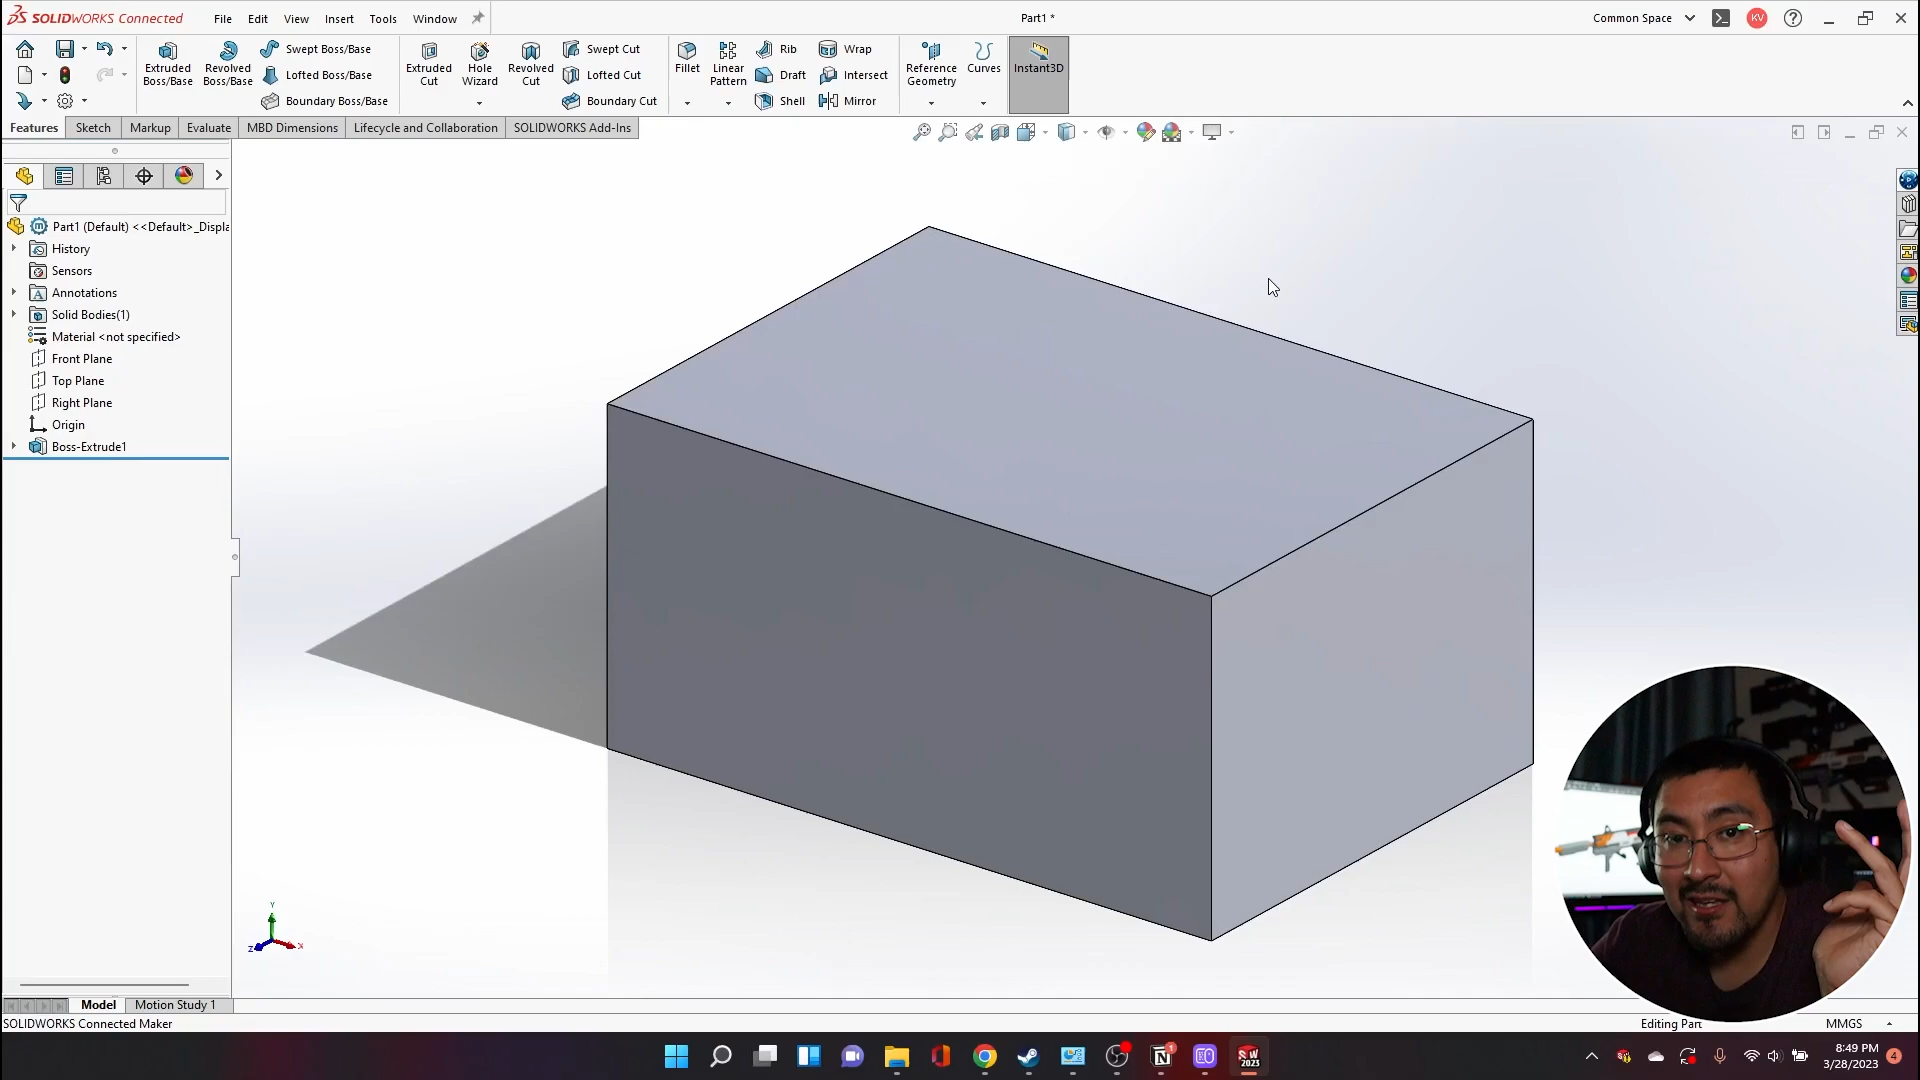 SOLIDWORKS Connected
File Edit View Insert Tools Window
Part1 *
Common Space
KV
Extruded Boss/Base
Revolved Boss/Base
Swept Boss/Base
Lofted Boss/Base
Boundary Boss/Base
Extruded Cut
Hole Wizard
Revolved Cut
Swept Cut
Lofted Cut
Boundary Cut
Fillet
Linear Pattern
Rib
Draft
Shell
Wrap
Intersect
Mirror
Reference Geometry
Curves
Instant3D
Features Sketch Markup Evaluate MBD Dimensions Lifecycle and Collaboration SOLIDWORKS Add-Ins
Part1 (Default) <<Default>_Displa
History
Sensors
Annotations
Solid Bodies(1)
Material <not specified>
Front Plane
Top Plane
Right Plane
Origin
Boss-Extrude1
Y
Z
X
Model Motion Study 1
SOLIDWORKS Connected Maker
Editing Part
MMGS
8:49 PM
3/28/2023
4